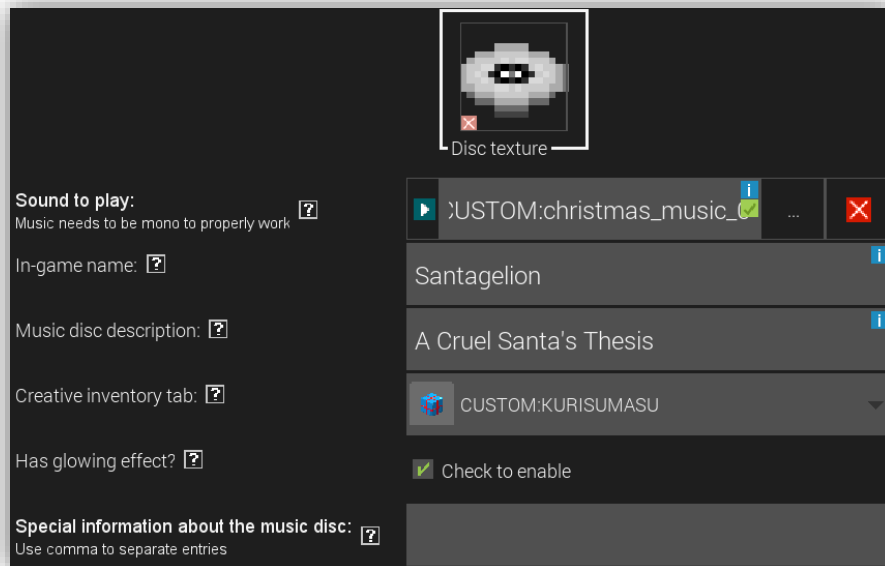 Disc texture
Sound to play:
Music needs to be mono to properly work
CUSTOM:christmas_music_
...
In-game name:
Santagelion
Music disc description:
A Cruel Santa's Thesis
Creative inventory tab:
CUSTOM:KURISUMASU
Has glowing effect?
Check to enable
Special information about the music disc:
Use comma to separate entries